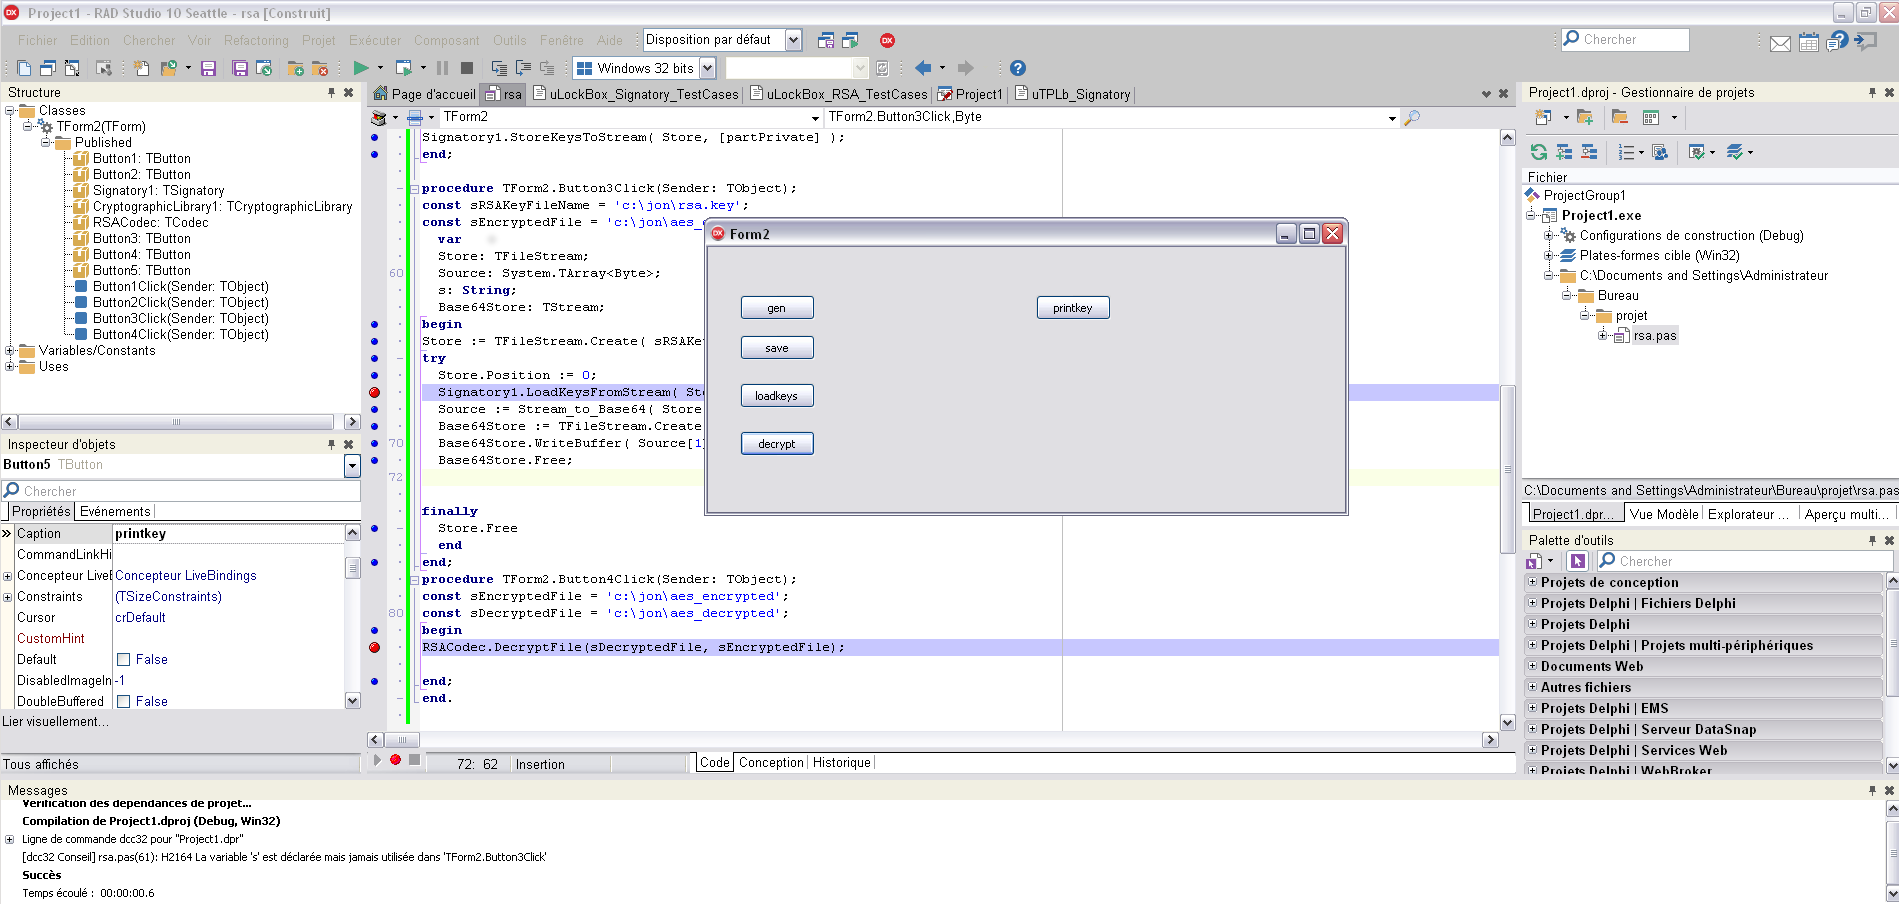 Project1 - RAD Studio 10 Seattle - rsa [Construit]
Fichier Edition Chercher Voir Refactoring Projet Exécuter Composant Outils Fenêtre Aide
Disposition par défaut
Chercher
Windows 32 bits
Structure
Classes
TForm2(TForm)
Published
Button1: TButton
Button2: TButton
Signatory1: TSignatory
CryptographicLibrary1: TCryptographicLibrary
RSACodec: TCodec
Button3: TButton
Button4: TButton
Button5: TButton
Button1Click(Sender: TObject)
Button2Click(Sender: TObject)
Button3Click(Sender: TObject)
Button4Click(Sender: TObject)
Variables/Constants
Uses
Inspecteur d'objets
Button5 TButton
Chercher
Propriétés Evénements
Caption printkey
CommandLinkHi
Concepteur LiveB Concepteur LiveBindings
Constraints (TSizeConstraints)
Cursor crDefault
CustomHint
Default False
DisabledImageIn -1
DoubleBuffered False
Lier visuellement...
Tous affichés
Page d'accueil rsa uLockBox_Signatory_TestCases uLockBox_RSA_TestCases Project1 uTPLb_Signatory
TForm2 TForm2.Button3Click,Byte
Signatory1.StoreKeysToStream( Store, [partPrivate] );
end;
procedure TForm2.Button3Click(Sender: TObject);
const sRSAKeyFileName = 'c:\jon\rsa.key';
const sEncryptedFile = 'c:\jon\aes_e
var
Store: TFileStream;
60 Source: System.TArray<Byte>;
s: String;
Base64Store: TStream;
begin
Store := TFileStream.Create( sRSAKe
try
Store.Position := 0;
Signatory1.LoadKeysFromStream( Sto
Source := Stream_to_Base64( Store
Base64Store := TFileStream.Create
70 Base64Store.WriteBuffer( Source[1]
Base64Store.Free;
72
finally
Store.Free
end
end;
procedure TForm2.Button4Click(Sender: TObject);
const sEncryptedFile = 'c:\jon\aes_encrypted';
80 const sDecryptedFile = 'c:\jon\aes_decrypted';
begin
RSACodec.DecryptFile(sDecryptedFile, sEncryptedFile);
end;
end.
72: 62 Insertion Code Conception Historique
Form2
gen printkey
save
loadkeys
decrypt
Project1.dproj - Gestionnaire de projets
Fichier
ProjectGroup1
Project1.exe
Configurations de construction (Debug)
Plates-formes cible (Win32)
C:\Documents and Settings\Administrateur
Bureau
projet
rsa.pas
C:\Documents and Settings\Administrateur\Bureau\projet\rsa.pas
Project1.dpr... Vue Modèle Explorateur ... Aperçu multi...
Palette d'outils
Chercher
Projets de conception
Projets Delphi | Fichiers Delphi
Projets Delphi
Projets Delphi | Projets multi-périphériques
Documents Web
Autres fichiers
Projets Delphi | EMS
Projets Delphi | Serveur DataSnap
Projets Delphi | Services Web
Projets Delphi | WebBroker
Messages
Vérification des dépendances de projet...
Compilation de Project1.dproj (Debug, Win32)
Ligne de commande dcc32 pour "Project1.dpr"
[dcc32 Conseil] rsa.pas(61): H2164 La variable 's' est déclarée mais jamais utilisée dans 'TForm2.Button3Click'
Succès
Temps écoulé : 00:00:00.6